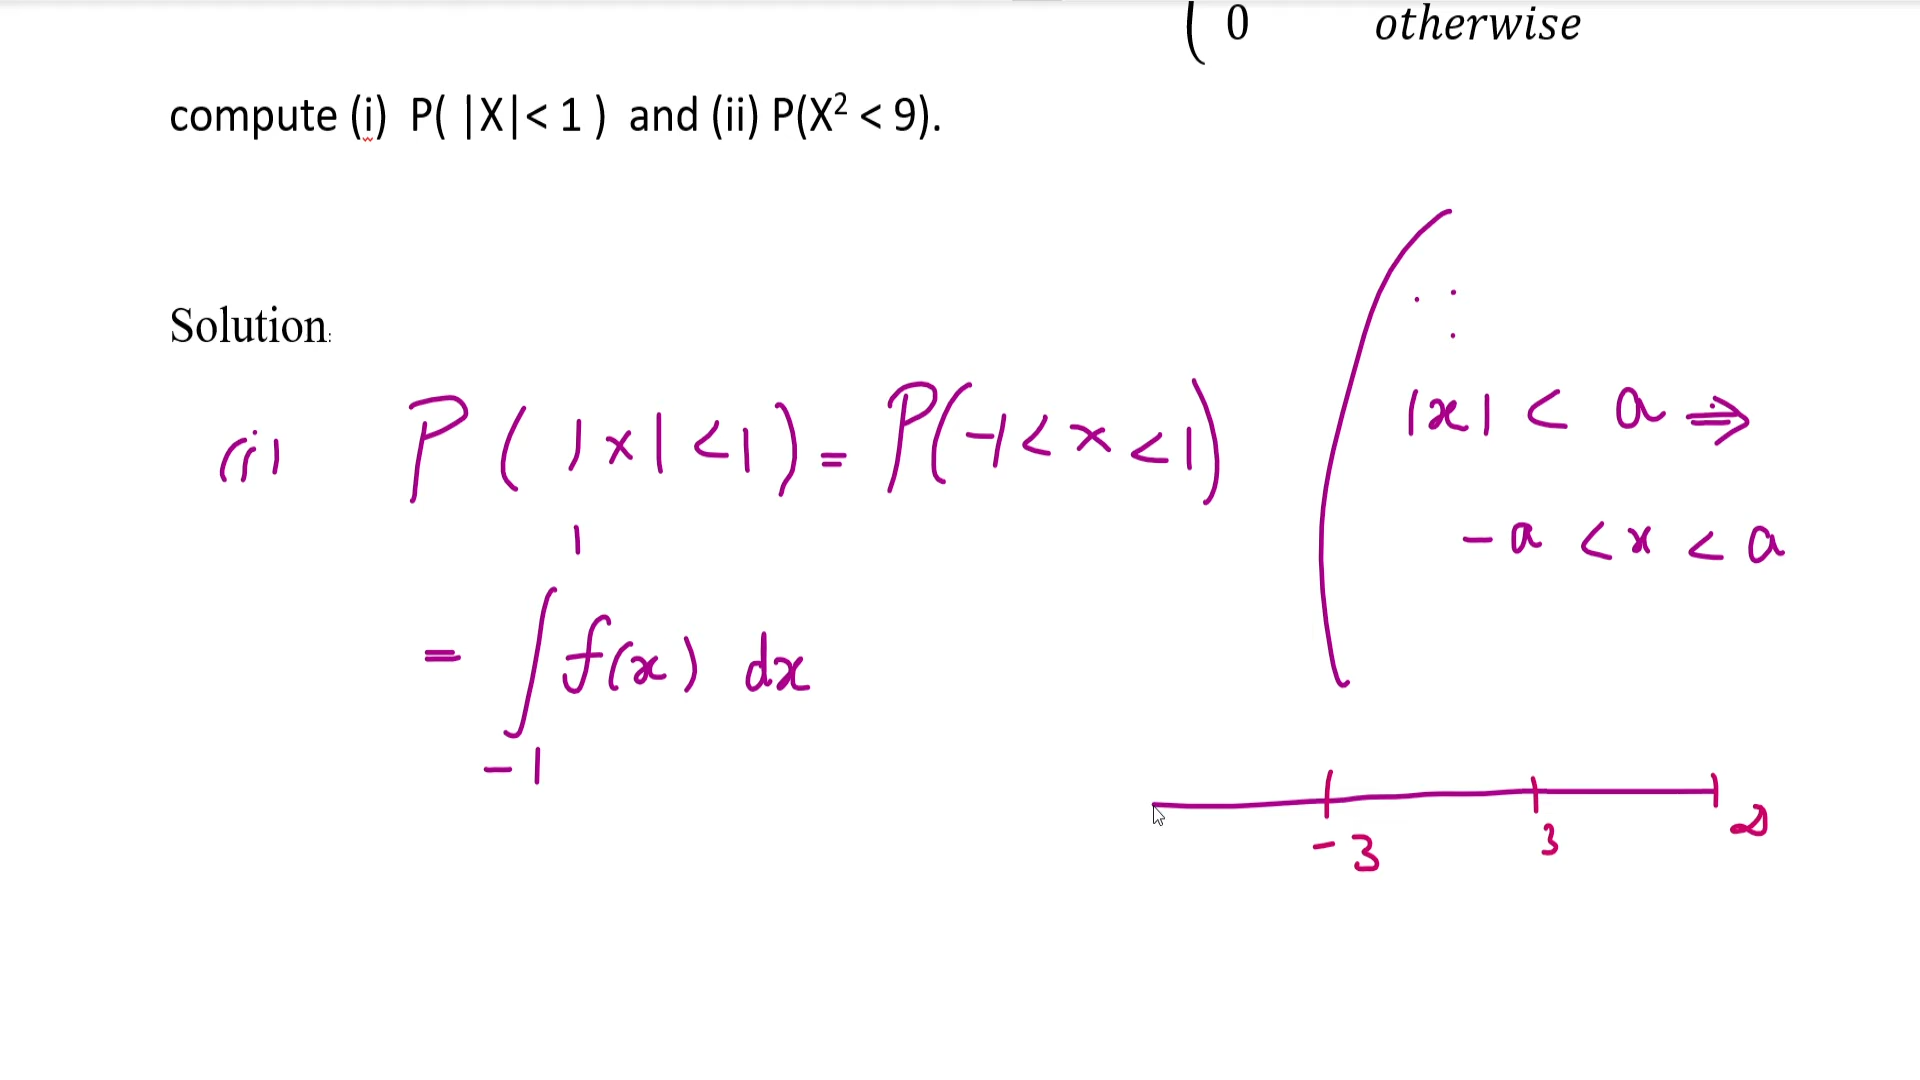 ( 0 otherwise
compute (i) P( |X|< 1 ) and (ii) P(X² < 9).
Solution:
(i) P ( |x| < 1 ) = P(-1 < x < 1)
= ∫_{-1}^{1} f(x) dx
∵
|x| < a ⇒
- a < x < a
- 3 3